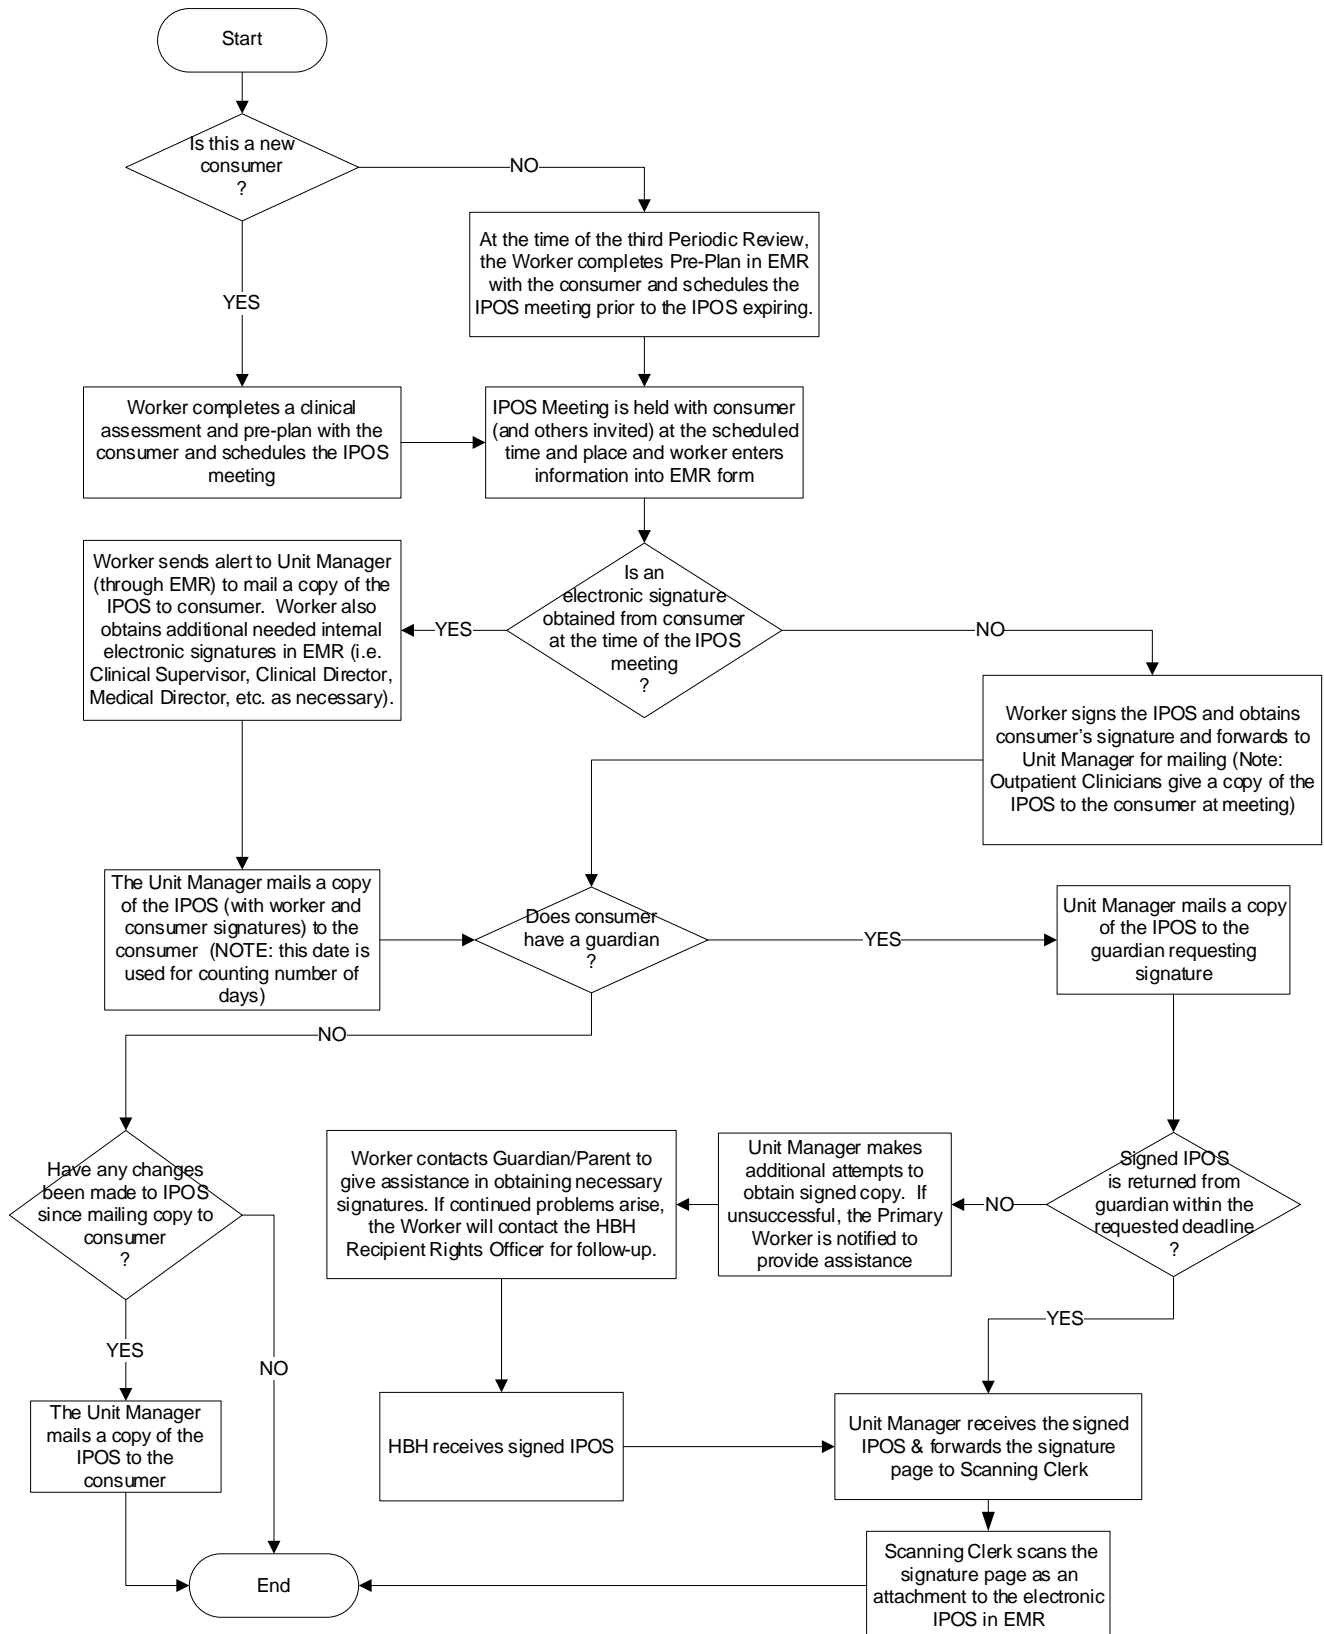 Start
Is this a new
consumer
?
NO
YES
At the time of the third Periodic Review,
the Worker completes Pre-Plan in EMR
with the consumer and schedules the
IPOS meeting prior to the IPOS expiring.
Worker completes a clinical
assessment and pre-plan with the
consumer and schedules the IPOS
meeting
IPOS Meeting is held with consumer
(and others invited) at the scheduled
time and place and worker enters
information into EMR form
Worker sends alert to Unit Manager
(through EMR) to mail a copy of the
IPOS to consumer.  Worker also
obtains additional needed internal
electronic signatures in EMR (i.e.
Clinical Supervisor, Clinical Director,
Medical Director, etc. as necessary).
YES
Is an
electronic signature
obtained from consumer
at the time of the IPOS
meeting
?
NO
Worker signs the IPOS and obtains
consumer's signature and forwards to
Unit Manager for mailing (Note:
Outpatient Clinicians give a copy of the
IPOS to the consumer at meeting)
The Unit Manager mails a copy
of the IPOS (with worker and
consumer signatures) to the
consumer  (NOTE: this date is
used for counting number of
days)
Does consumer
have a guardian
?
YES
Unit Manager mails a copy
of the IPOS to the
guardian requesting
signature
NO
Have any changes
been made to IPOS
since mailing copy to
consumer
?
Worker contacts Guardian/Parent to
give assistance in obtaining necessary
signatures. If continued problems arise,
the Worker will contact the HBH
Recipient Rights Officer for follow-up.
Unit Manager makes
additional attempts to
obtain signed copy.  If
unsuccessful, the Primary
Worker is notified to
provide assistance
NO
Signed IPOS
is returned from
guardian within the
requested deadline
?
YES
YES
NO
The Unit Manager
mails a copy of the
IPOS to the
consumer
HBH receives signed IPOS
Unit Manager receives the signed
IPOS & forwards the signature
page to Scanning Clerk
End
Scanning Clerk scans the
signature page as an
attachment to the electronic
IPOS in EMR